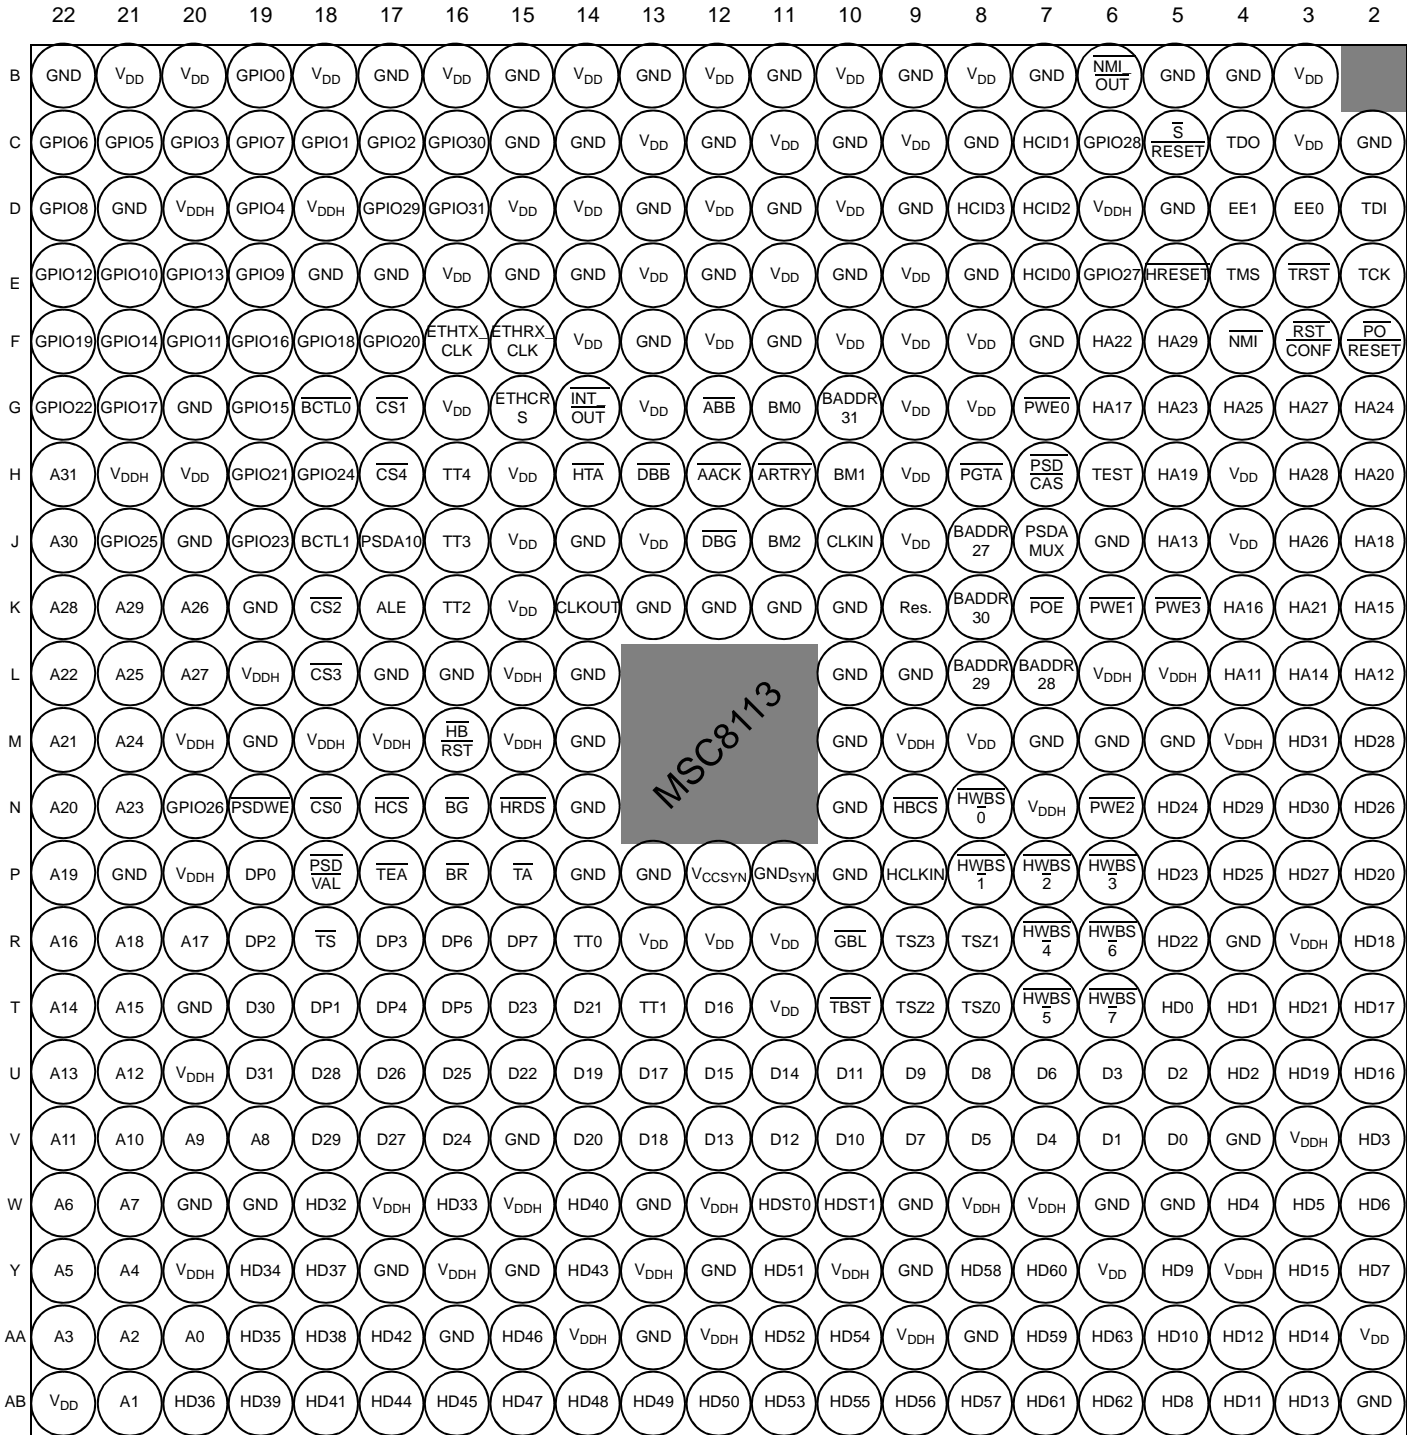 22 21 20 19 18 17 16 15 14 13 12 11 10 9 8 7 6 5 4 3 2
B GND VDD VDD GPIO0 VDD GND VDD GND VDD GND VDD GND VDD GND VDD GND NMI_OUT GND GND VDD
C GPIO6 GPIO5 GPIO3 GPIO7 GPIO1 GPIO2 GPIO30 GND GND VDD GND VDD GND VDD GND HCID1 GPIO28 SRESET TDO VDD GND
D GPIO8 GND VDDH GPIO4 VDDH GPIO29 GPIO31 VDD VDD GND VDD GND VDD GND HCID3 HCID2 VDDH GND EE1 EE0 TDI
E GPIO12 GPIO10 GPIO13 GPIO9 GND GND VDD GND GND VDD GND VDD GND VDD GND HCID0 GPIO27 HRESET TMS TRST TCK
F GPIO19 GPIO14 GPIO11 GPIO16 GPIO18 GPIO20 ETHTX_CLK ETHRX_CLK VDD GND VDD GND VDD VDD VDD GND HA22 HA29 NMI RST CONF PO RESET
G GPIO22 GPIO17 GND GPIO15 BCTL0 CS1 VDD ETHCRS INT_OUT VDD ABB BM0 BADDR31 VDD VDD PWE0 HA17 HA23 HA25 HA27 HA24
H A31 VDDH VDD GPIO21 GPIO24 CS4 TT4 VDD HTA DBB AACK ARTRY BM1 VDD PGTA PSD CAS TEST HA19 VDD HA28 HA20
J A30 GPIO25 GND GPIO23 BCTL1 PSDA10 TT3 VDD GND VDD DBG BM2 CLKIN VDD BADDR27 PSDA MUX GND HA13 VDD HA26 HA18
K A28 A29 A26 GND CS2 ALE TT2 VDD CLKOUT GND GND GND GND Res. BADDR30 POE PWE1 PWE3 HA16 HA21 HA15
L A22 A25 A27 VDDH CS3 GND GND VDDH GND GND GND BADDR29 BADDR28 VDDH VDDH HA11 HA14 HA12
M A21 A24 VDDH GND VDDH VDDH HB RST VDDH GND MSC8113 GND VDDH VDD GND GND GND VDDH HD31 HD28
N A20 A23 GPIO26 PSDWE CS0 HCS BG HRDS GND GND HBCS HWBS0 VDDH PWE2 HD24 HD29 HD30 HD26
P A19 GND VDDH DP0 PSD VAL TEA BR TA GND GND VCCSYN GNDSYN GND HCLKIN HWBS1 HWBS2 HWBS3 HD23 HD25 HD27 HD20
R A16 A18 A17 DP2 TS DP3 DP6 DP7 TT0 VDD VDD VDD GBL TSZ3 TSZ1 HWBS4 HWBS6 HD22 GND VDDH HD18
T A14 A15 GND D30 DP1 DP4 DP5 D23 D21 TT1 D16 VDD TBST TSZ2 TSZ0 HWBS5 HWBS7 HD0 HD1 HD21 HD17
U A13 A12 VDDH D31 D28 D26 D25 D22 D19 D17 D15 D14 D11 D9 D8 D6 D3 D2 HD2 HD19 HD16
V A11 A10 A9 A8 D29 D27 D24 GND D20 D18 D13 D12 D10 D7 D5 D4 D1 D0 GND VDDH HD3
W A6 A7 GND GND HD32 VDDH HD33 VDDH HD40 GND VDDH HDST0 HDST1 GND VDDH VDDH GND GND HD4 HD5 HD6
Y A5 A4 VDDH HD34 HD37 GND VDDH GND HD43 VDDH GND HD51 VDDH GND HD58 HD60 VDD HD9 VDDH HD15 HD7
AA A3 A2 A0 HD35 HD38 HD42 GND HD46 VDDH GND VDDH HD52 HD54 VDDH GND HD59 HD63 HD10 HD12 HD14 VDD
AB VDD A1 HD36 HD39 HD41 HD44 HD45 HD47 HD48 HD49 HD50 HD53 HD55 HD56 HD57 HD61 HD62 HD8 HD11 HD13 GND